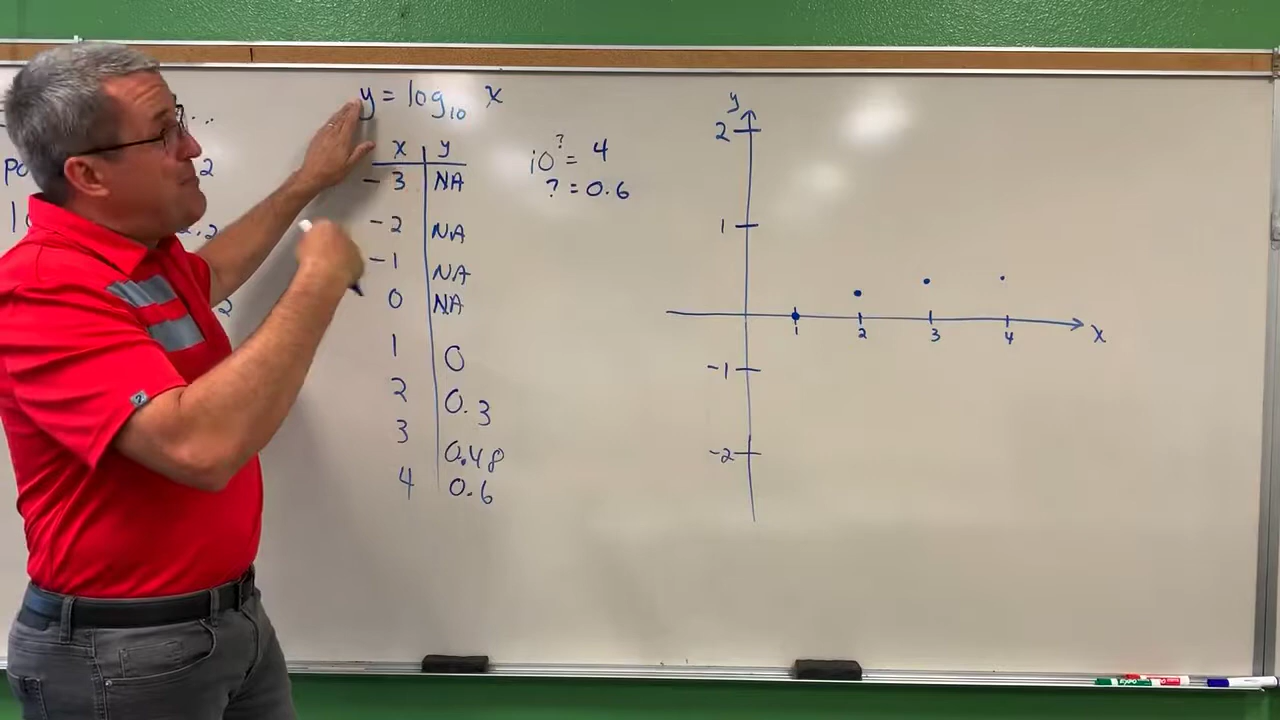 y = log₁₀ x
x y
-3 NA
-2 NA
-1 NA
0 NA
1 0
2 0.3
3 0.48
4 0.6
10^? = 4
? = 0.6
y
2
1
-1
-2
1 2 3 4
x